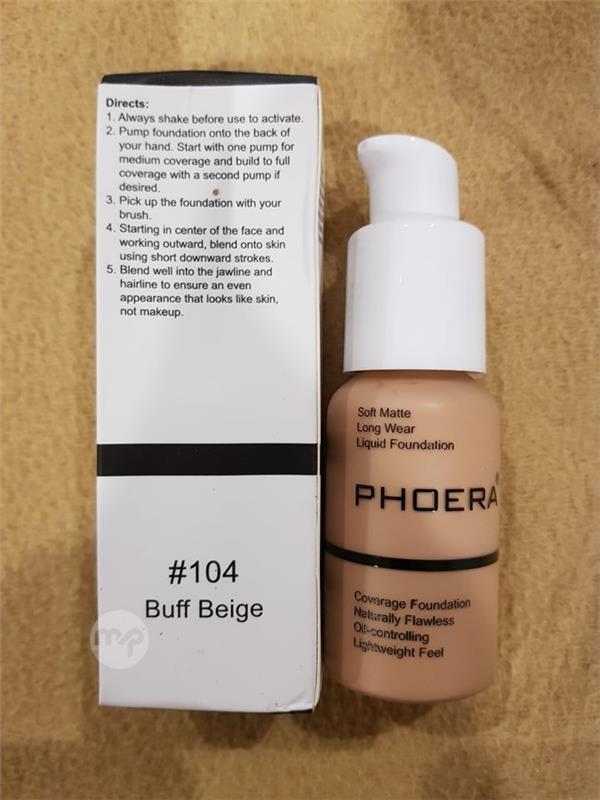 Directs:
1. Always shake before use to activate.
2. Pump foundation onto the back of
your hand. Start with one pump for
medium coverage and build to full
coverage with a second pump if
desired.
3. Pick up the foundation with your
brush.
4. Starting in center of the face and
working outward, blend onto skin
using short downward strokes.
5. Blend well into the jawline and
hairline to ensure an even
appearance that looks like skin,
not makeup.
#104
Buff Beige
mp
Soft Matte
Long Wear
Liquid Foundation
PHOERA®
Coverage Foundation
Naturally Flawless
Oil-controlling
Lightweight Feel